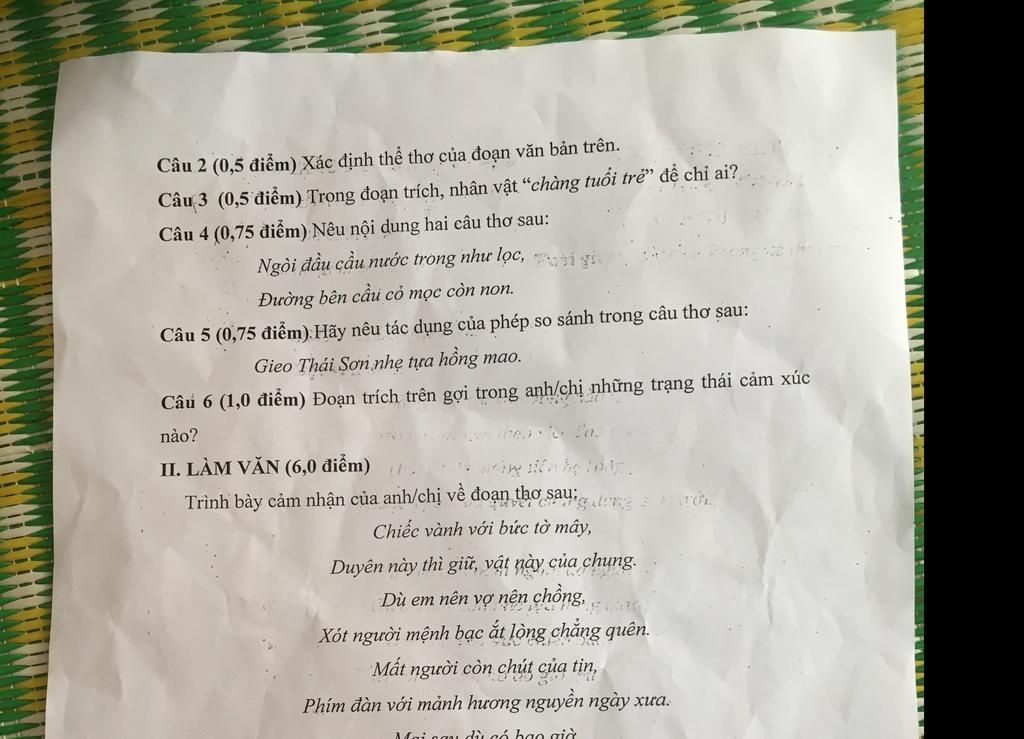 Câu 2 (0,5 điểm) Xác định thể thơ của đoạn văn bản trên.
Câu 3 (0,5 điểm) Trong đoạn trích, nhân vật “chàng tuổi trẻ” để chỉ ai?
Câu 4 (0,75 điểm) Nêu nội dung hai câu thơ sau:
Ngòi đầu cầu nước trong như lọc,
Đường bên cầu cỏ mọc còn non.
Câu 5 (0,75 điểm) Hãy nêu tác dụng của phép so sánh trong câu thơ sau:
Gieo Thái Sơn nhẹ tựa hồng mao.
Câu 6 (1,0 điểm) Đoạn trích trên gợi trong anh/chị những trạng thái cảm xúc
nào?
II. LÀM VĂN (6,0 điểm)
Trình bày cảm nhận của anh/chị về đoạn thơ sau:
Chiếc vành với bức tờ mây,
Duyên này thì giữ, vật này của chung.
Dù em nên vợ nên chồng,
Xót người mệnh bạc ắt lòng chẳng quên.
Mất người còn chút của tin,
Phím đàn với mảnh hương nguyền ngày xưa.
Mai sau dù có bao giờ